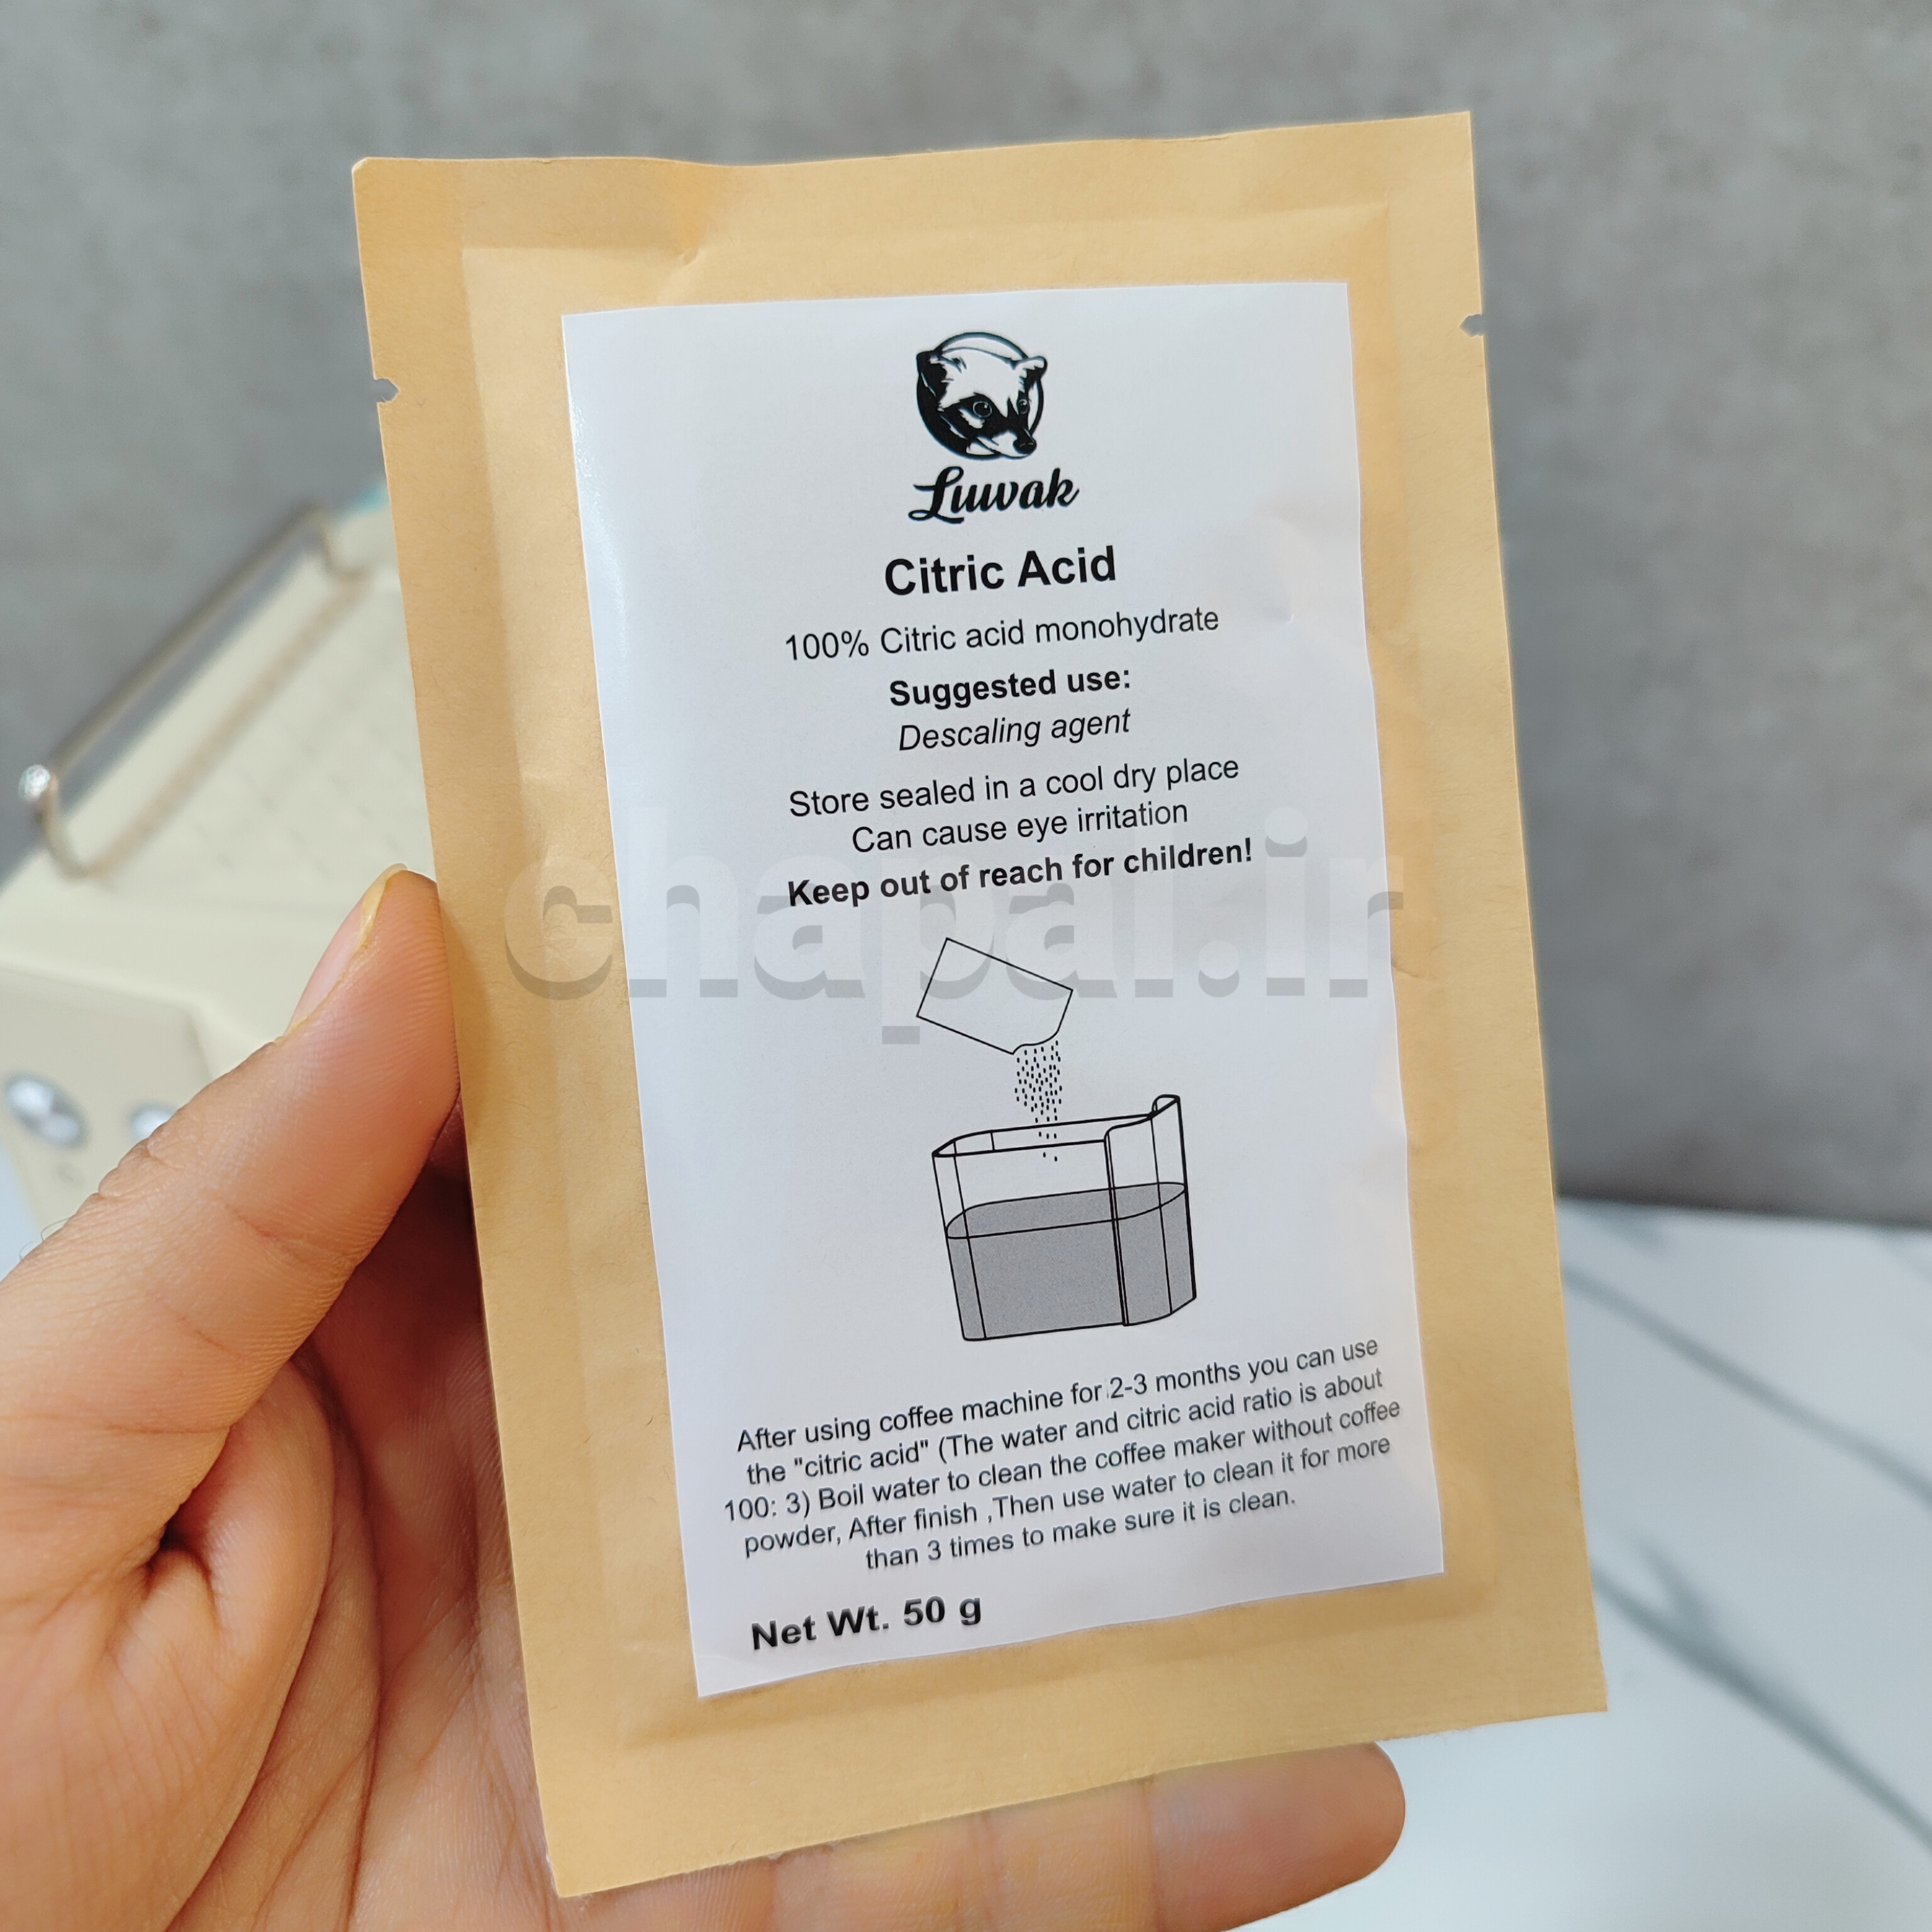 Luwak
Citric Acid
100% Citric acid monohydrate
Suggested use:
Descaling agent
Store sealed in a cool dry place
Can cause eye irritation
Keep out of reach for children!
chapal.ir
After using coffee machine for 2-3 months you can use
the "citric acid" (The water and citric acid ratio is about
100: 3) Boil water to clean the coffee maker without coffee
powder, After finish ,Then use water to clean it for more
than 3 times to make sure it is clean.
Net Wt. 50 g